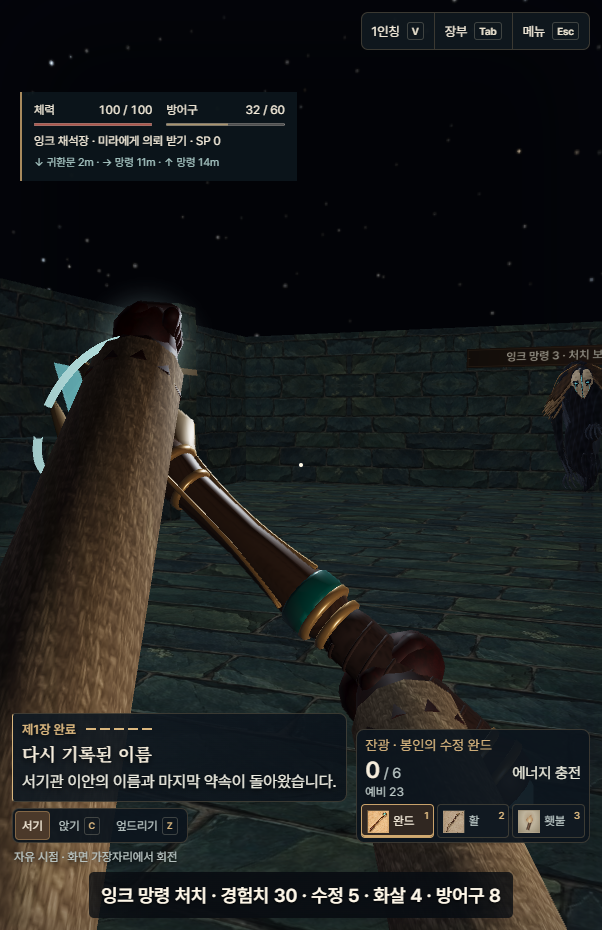 1인칭 V 장부 Tab 메뉴 Esc
체력 100 / 100 방어구 32 / 60
잉크 채석장 · 미라에게 의뢰 받기 · SP 0
↓ 귀환문 2m · → 망령 11m · ↑ 망령 14m
잉크 망령 3 · 처치 보
제1장 완료
다시 기록된 이름
서기관 이안의 이름과 마지막 약속이 돌아왔습니다.
잔광 · 봉인의 수정 완드
0 / 6 에너지 충전
예비 23
완드 1 활 2 횃불 3
서기 앉기 C 엎드리기 Z
자유 시점 · 화면 가장자리에서 회전
잉크 망령 처치 · 경험치 30 · 수정 5 · 화살 4 · 방어구 8